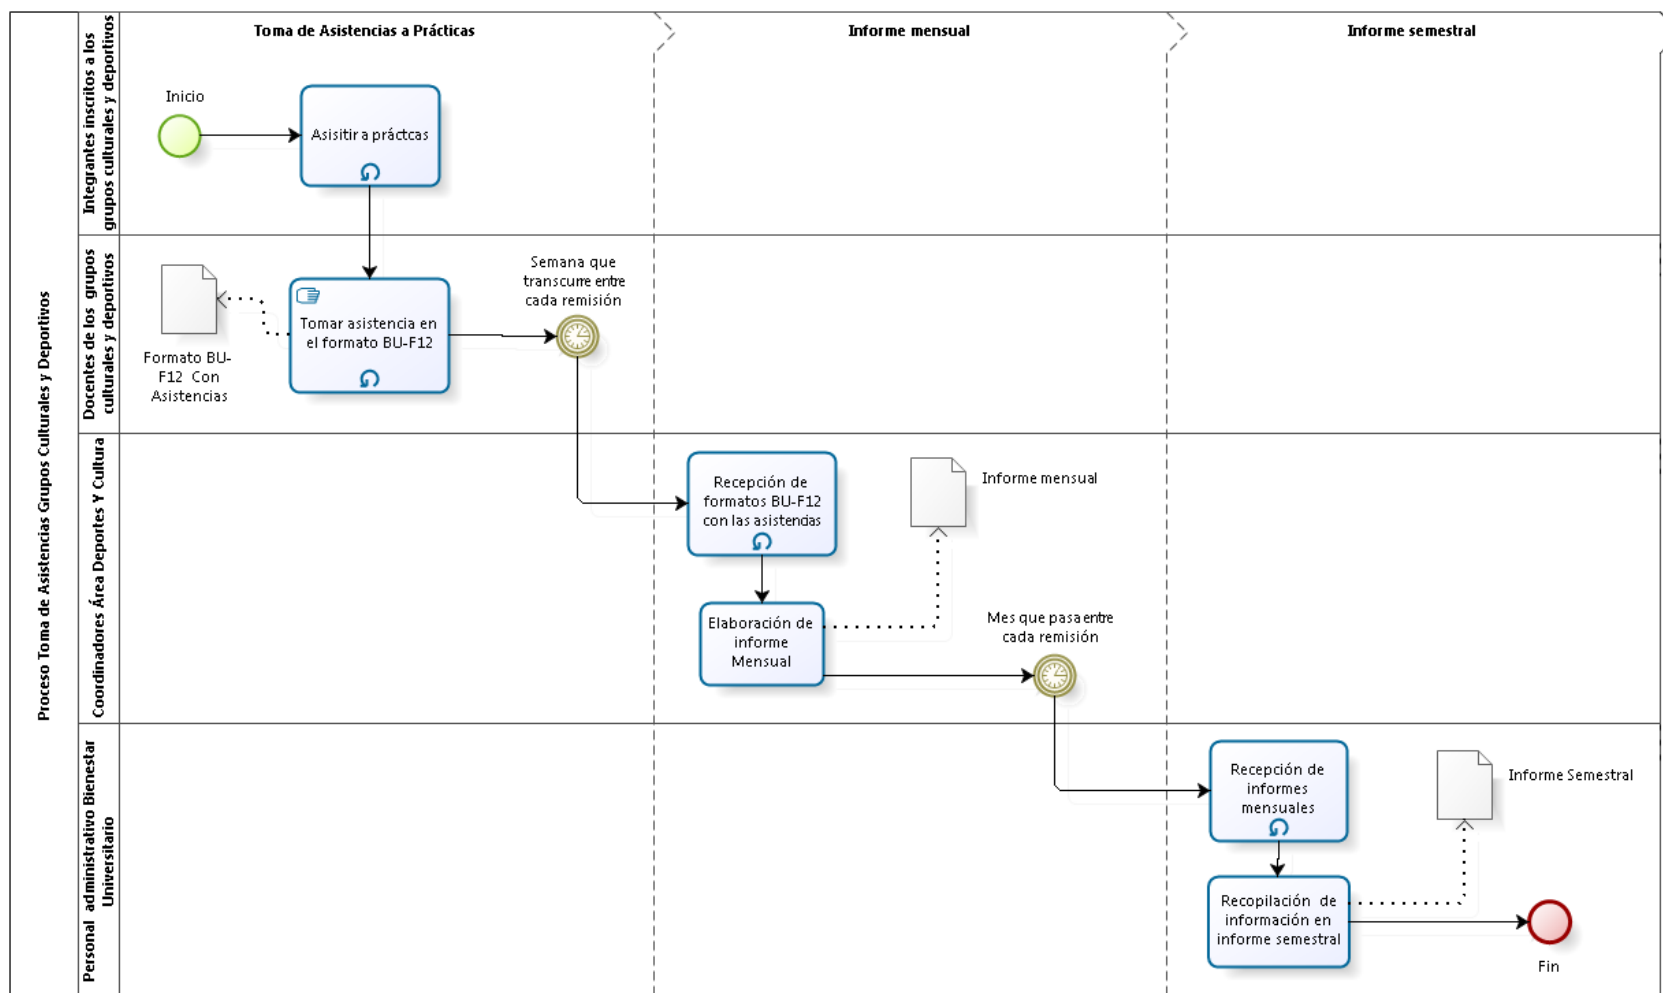 Toma de Asistencias a Prácticas
Informe mensual
Informe semestral
Proceso Toma de Asistencias Grupos Culturales y Deportivos
Integrantes inscritos a los
grupos culturales y deportivos
Inicio
Asisitir a práctcas
Docentes de los grupos
culturales y deportivos
Formato BU-
F12 Con
Asistencias
Tomar asistencia en
el formato BU-F12
Semana que
transcurre entre
cada remisión
Coordinadores Área Deportes Y Cultura
Recepción de
formatos BU-F12
con las asistencias
Informe mensual
Elaboración de
informe
Mensual
Mes que pasa entre
cada remisión
Personal administrativo Bienestar
Universitario
Recepción de
informes
mensuales
Informe Semestral
Recopilación de
información en
informe semestral
Fin